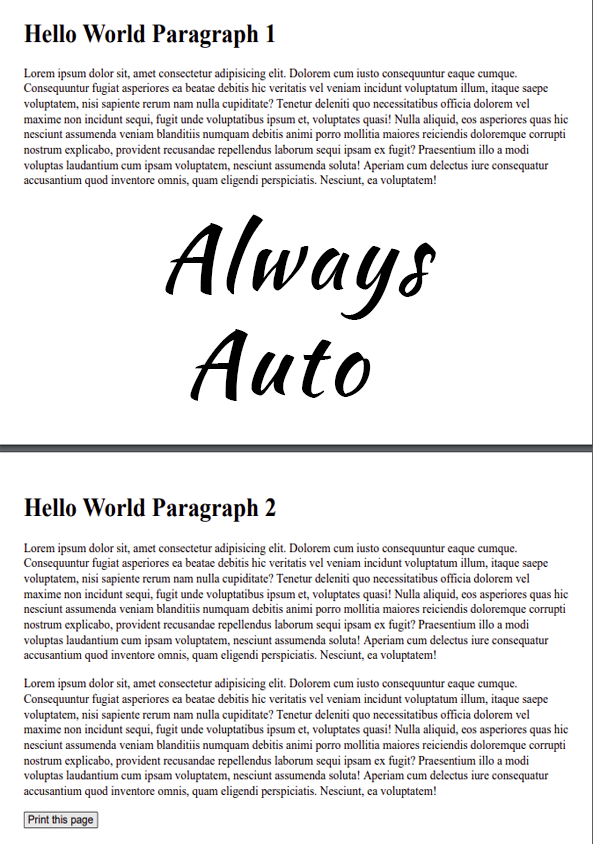 Hello World Paragraph 1
Lorem ipsum dolor sit, amet consectetur adipisicing elit. Dolorem cum iusto consequuntur eaque cumque.
Consequuntur fugiat asperiores ea beatae debitis hic veritatis vel veniam incidunt voluptatum illum, itaque saepe
voluptatem, nisi sapiente rerum nam nulla cupiditate? Tenetur deleniti quo necessitatibus officia dolorem vel
maxime non incidunt sequi, fugit unde voluptatibus ipsum et, voluptates quasi! Nulla aliquid, eos asperiores quas hic
nesciunt assumenda veniam blanditiis numquam debitis animi porro mollitia maiores reiciendis doloremque corrupti
nostrum explicabo, provident recusandae repellendus laborum sequi ipsam ex fugit? Praesentium illo a modi
voluptas laudantium cum ipsam voluptatem, nesciunt assumenda soluta! Aperiam cum delectus iure consequatur
accusantium quod inventore omnis, quam eligendi perspiciatis. Nesciunt, ea voluptatem!
Always
Auto
Hello World Paragraph 2
Lorem ipsum dolor sit, amet consectetur adipisicing elit. Dolorem cum iusto consequuntur eaque cumque.
Consequuntur fugiat asperiores ea beatae debitis hic veritatis vel veniam incidunt voluptatum illum, itaque saepe
voluptatem, nisi sapiente rerum nam nulla cupiditate? Tenetur deleniti quo necessitatibus officia dolorem vel
maxime non incidunt sequi, fugit unde voluptatibus ipsum et, voluptates quasi! Nulla aliquid, eos asperiores quas hic
nesciunt assumenda veniam blanditiis numquam debitis animi porro mollitia maiores reiciendis doloremque corrupti
nostrum explicabo, provident recusandae repellendus laborum sequi ipsam ex fugit? Praesentium illo a modi
voluptas laudantium cum ipsam voluptatem, nesciunt assumenda soluta! Aperiam cum delectus iure consequatur
accusantium quod inventore omnis, quam eligendi perspiciatis. Nesciunt, ea voluptatem!
Lorem ipsum dolor sit, amet consectetur adipisicing elit. Dolorem cum iusto consequuntur eaque cumque.
Consequuntur fugiat asperiores ea beatae debitis hic veritatis vel veniam incidunt voluptatum illum, itaque saepe
voluptatem, nisi sapiente rerum nam nulla cupiditate? Tenetur deleniti quo necessitatibus officia dolorem vel
maxime non incidunt sequi, fugit unde voluptatibus ipsum et, voluptates quasi! Nulla aliquid, eos asperiores quas hic
nesciunt assumenda veniam blanditiis numquam debitis animi porro mollitia maiores reiciendis doloremque corrupti
nostrum explicabo, provident recusandae repellendus laborum sequi ipsam ex fugit? Praesentium illo a modi
voluptas laudantium cum ipsam voluptatem, nesciunt assumenda soluta! Aperiam cum delectus iure consequatur
accusantium quod inventore omnis, quam eligendi perspiciatis. Nesciunt, ea voluptatem!
Print this page